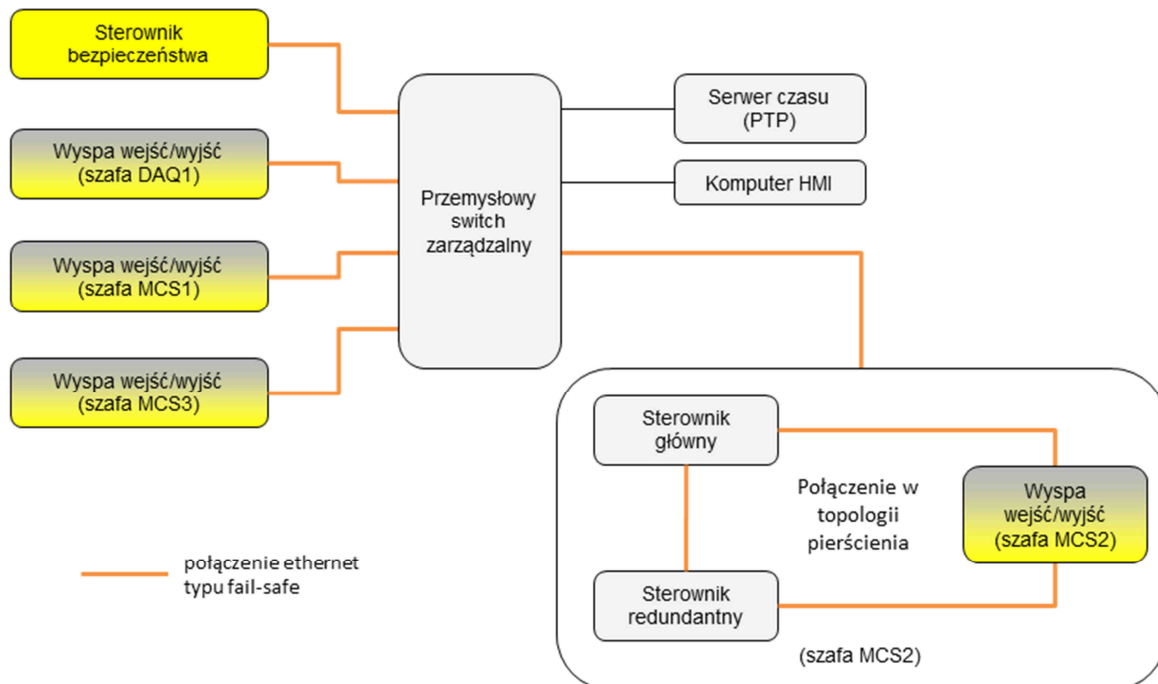 Sterownik
bezpieczeństwa
Wyspa wejść/wyjść
(szafa DAQ1)
Wyspa wejść/wyjść
(szafa MCS1)
Wyspa wejść/wyjść
(szafa MCS3)
Przemysłowy
switch
zarządzalny
Serwer czasu
(PTP)
Komputer HMI
Sterownik
główny
Połączenie w
topologii
pierścienia
Wyspa
wejść/wyjść
(szafa MCS2)
Sterownik
redundantny
(szafa MCS2)
połączenie ethernet
typu fail-safe